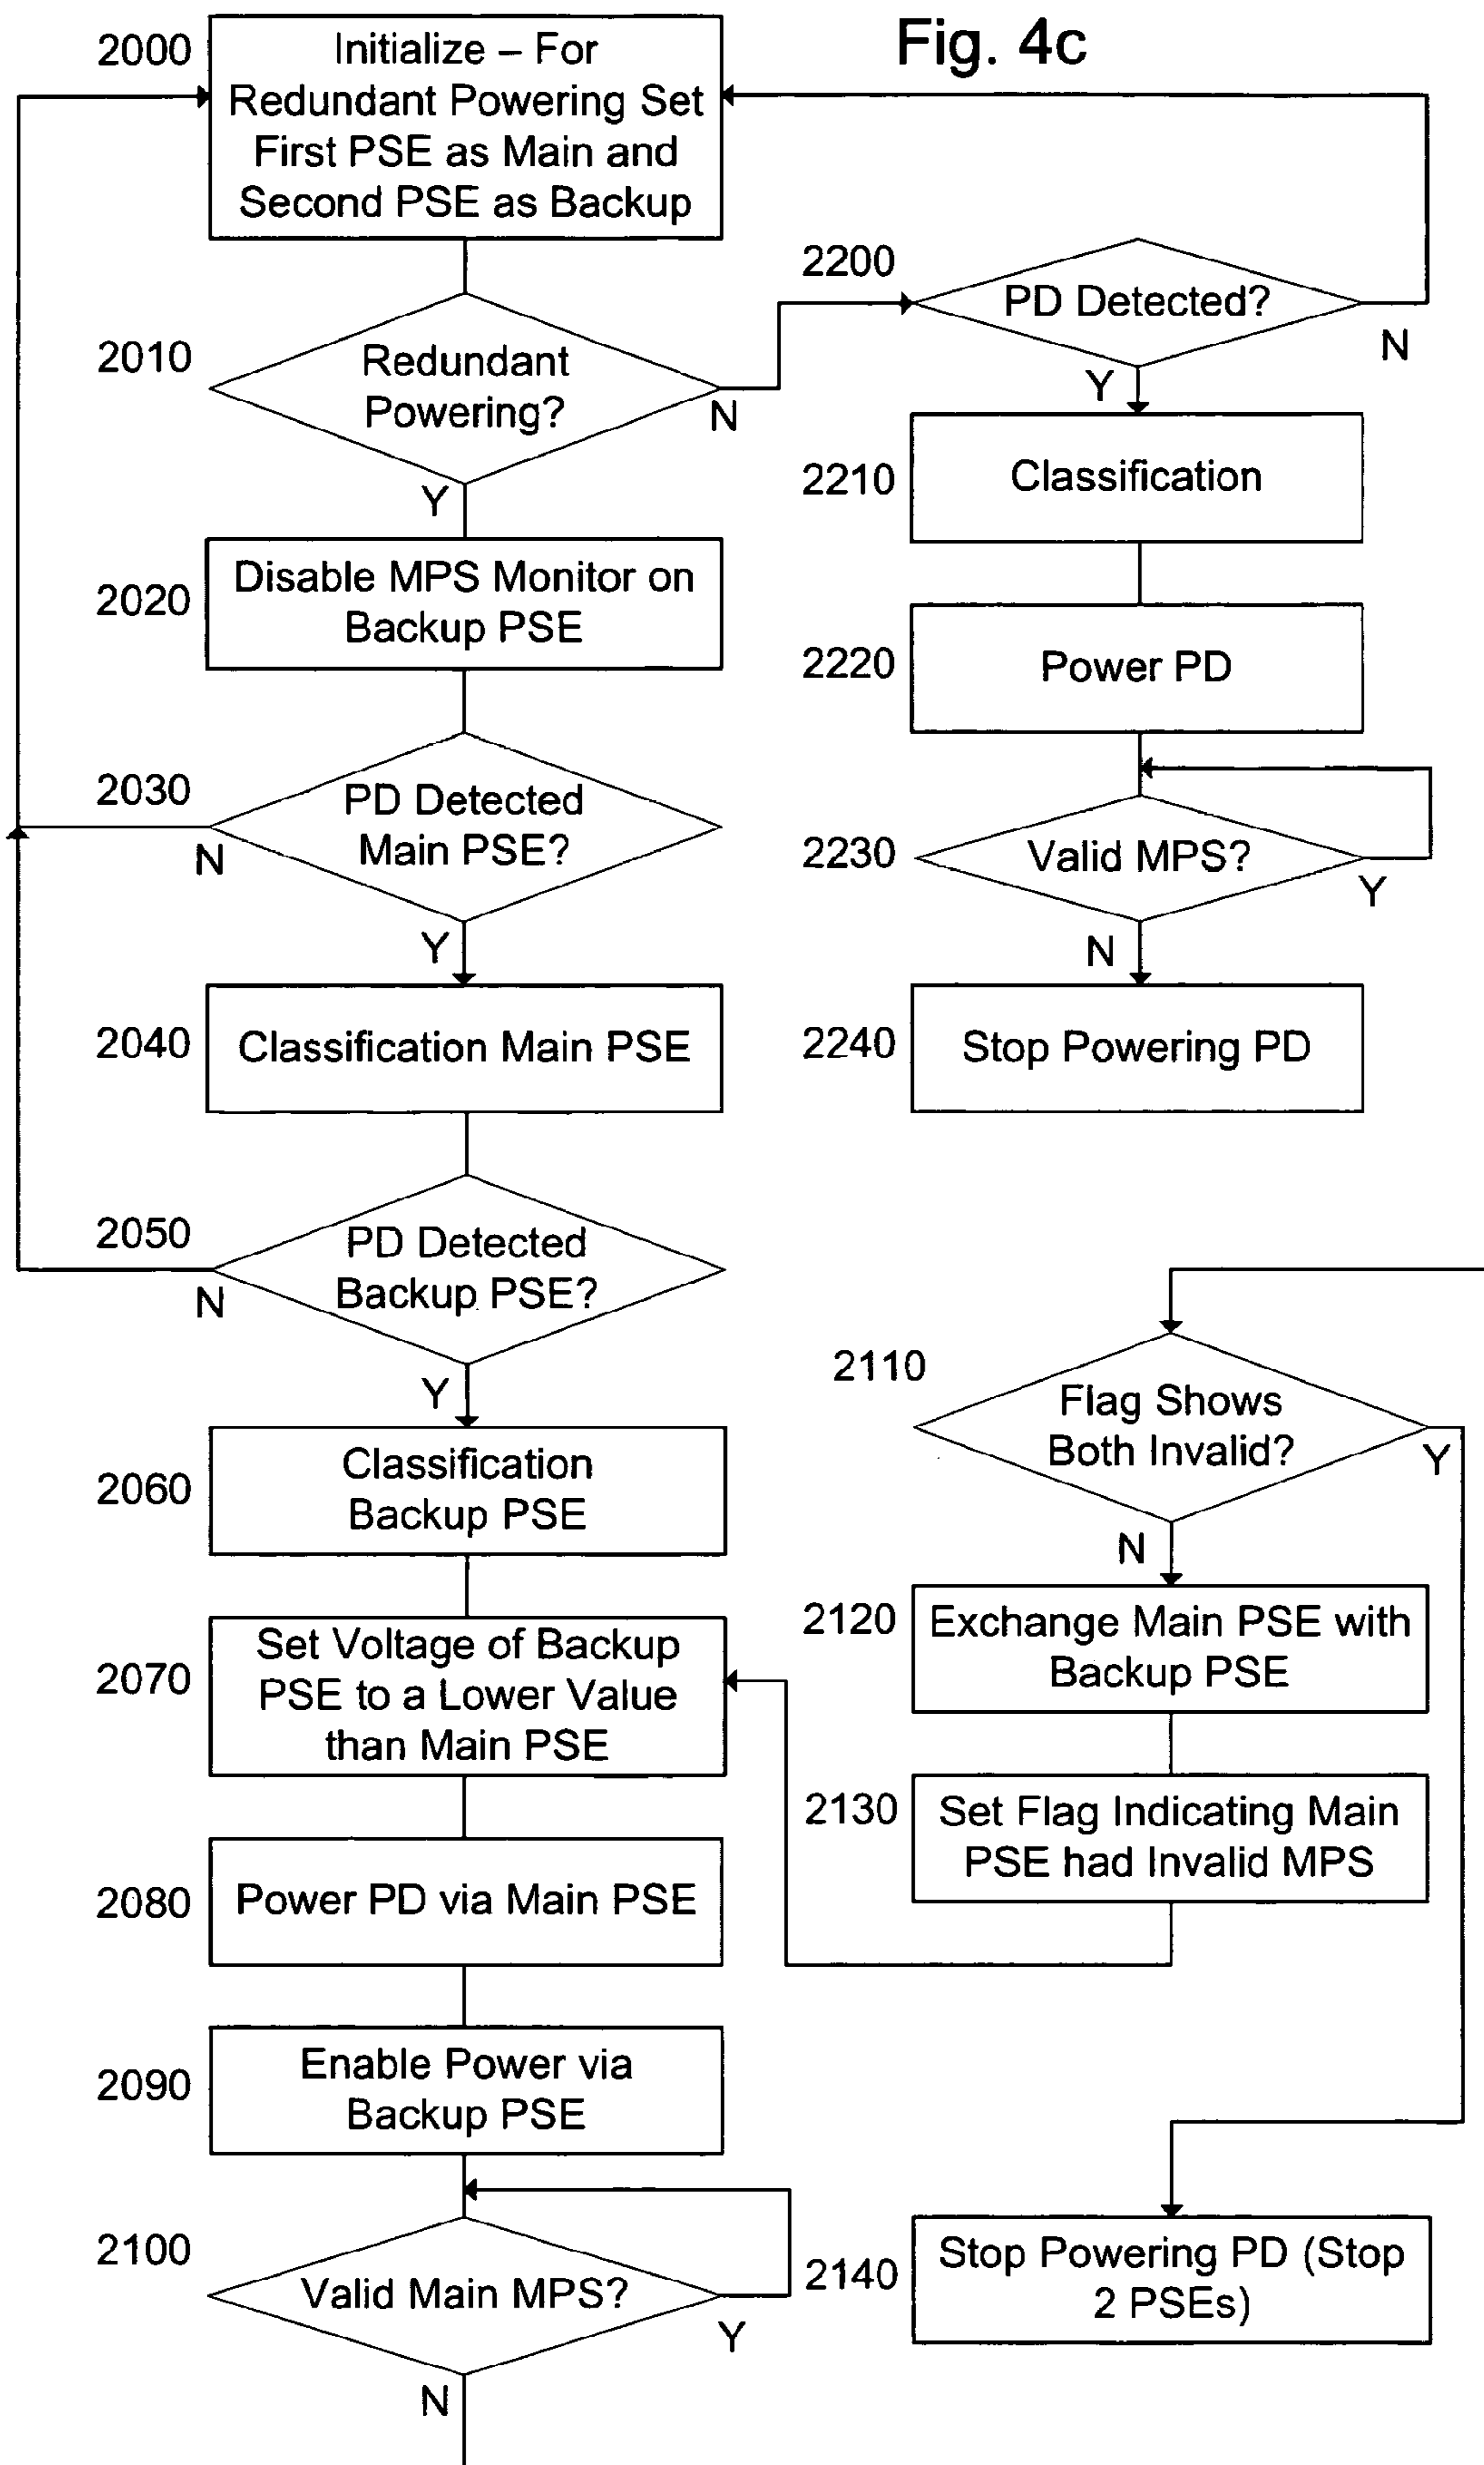 Fig. 4c
2000
Initialize – For
Redundant Powering Set
First PSE as Main and
Second PSE as Backup
2010
Redundant
Powering?
N
Y
2020
Disable MPS Monitor on
Backup PSE
2030
PD Detected
Main PSE?
N
Y
2040
Classification Main PSE
2050
PD Detected
Backup PSE?
N
Y
2060
Classification
Backup PSE
2070
Set Voltage of Backup
PSE to a Lower Value
than Main PSE
2080
Power PD via Main PSE
2090
Enable Power via
Backup PSE
2100
Valid Main MPS?
Y
N
2200
PD Detected?
N
Y
2210
Classification
2220
Power PD
2230
Valid MPS?
Y
N
2240
Stop Powering PD
2110
Flag Shows
Both Invalid?
Y
N
2120
Exchange Main PSE with
Backup PSE
2130
Set Flag Indicating Main
PSE had Invalid MPS
2140
Stop Powering PD (Stop
2 PSEs)